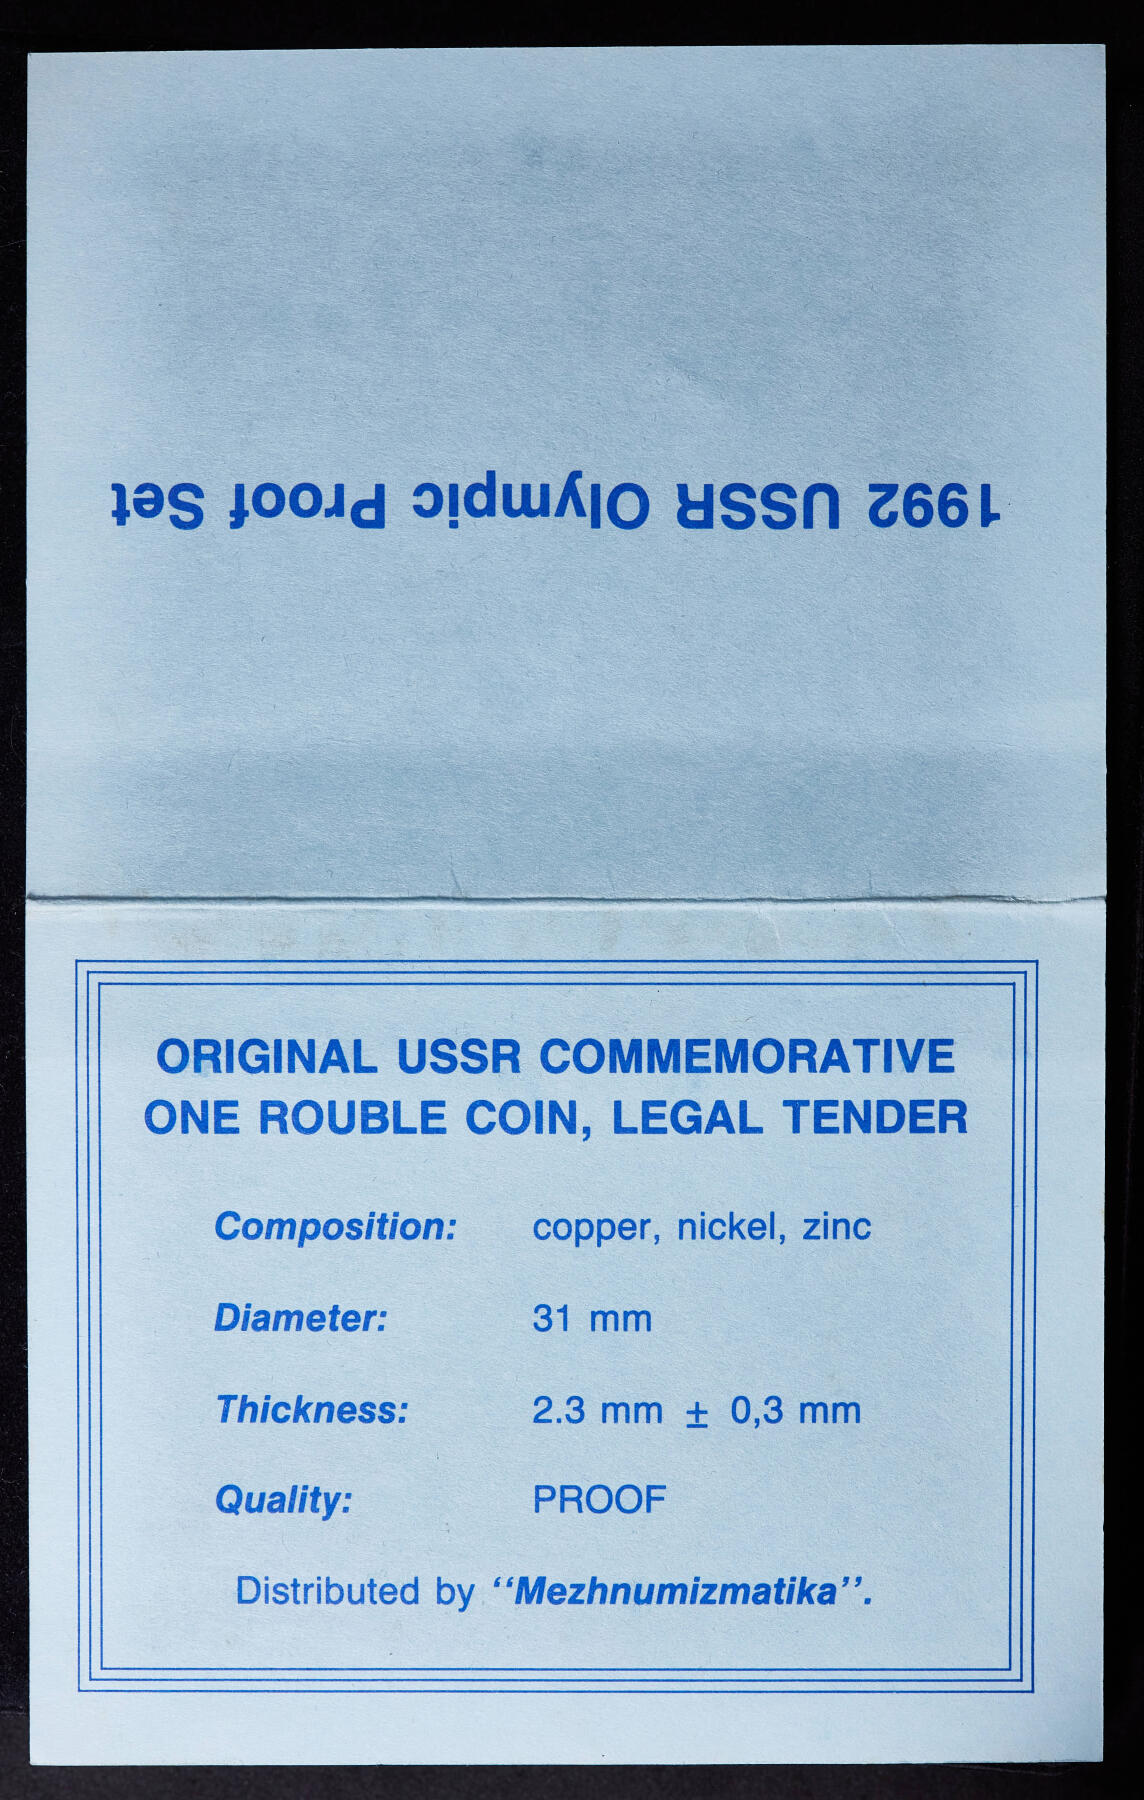 1992 USSR Olympic Proof Set
ORIGINAL USSR COMMEMORATIVE
ONE ROUBLE COIN, LEGAL TENDER
Composition: copper, nickel, zinc
Diameter: 31 mm
Thickness: 2.3 mm ± 0,3 mm
Quality: PROOF
Distributed by “Mezhnumizmatika”.